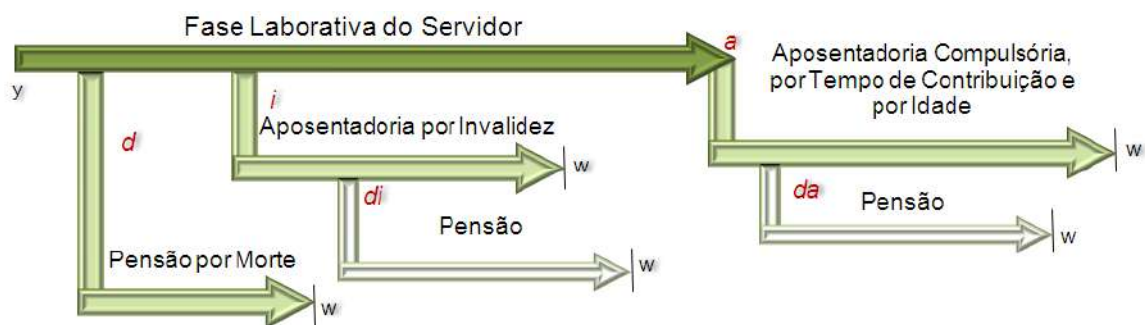 Fase Laborativa do Servidor
a
Aposentadoria Compulsória,
por Tempo de Contribuição e
por Idade
y
i
d
Aposentadoria por Invalidez
w
w
di
da
Pensão
Pensão
w
w
Pensão por Morte
w